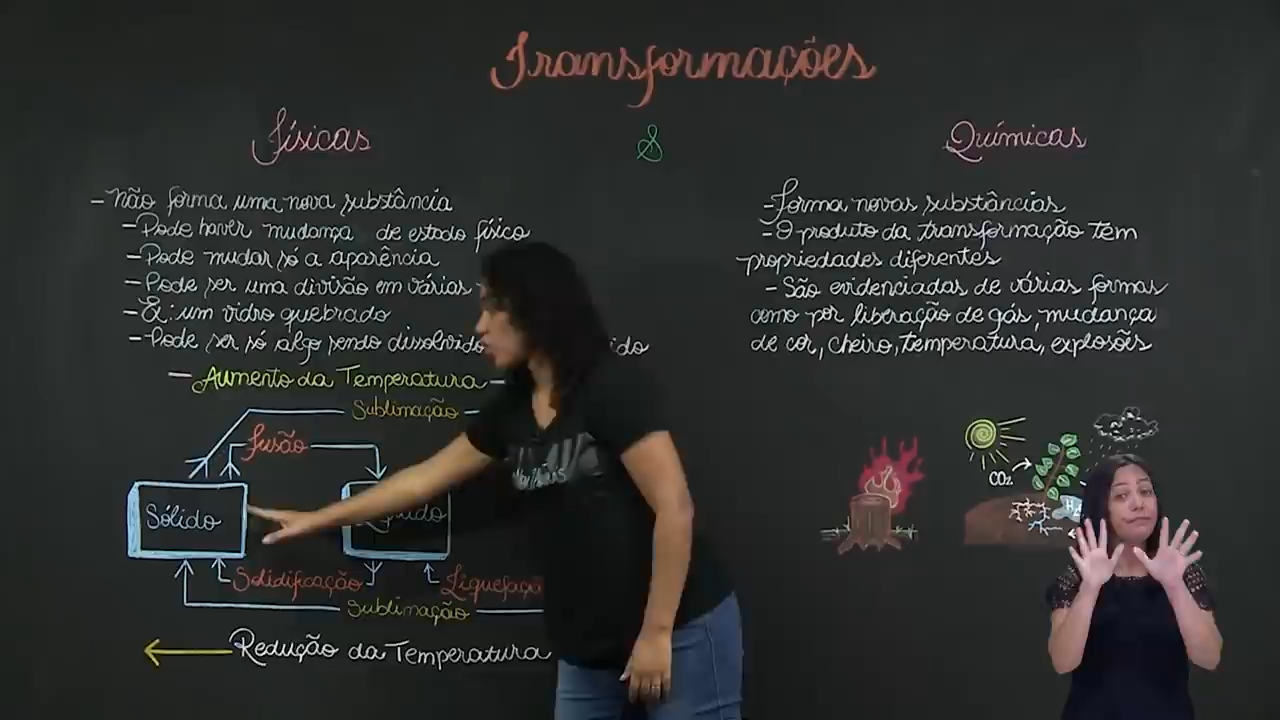 Transformações
Físicas
&
Químicas
- Não forma uma nova substância
- Pode haver mudança de estado físico
- Pode mudar só a aparência
- Pode ser uma divisão em várias
- Ex: um vidro quebrado
- Pode ser só algo sendo dissolvido
- Aumento da Temperatura -
Sublimação
Fusão
Sólido
Solidificação
Sublimação
Redução da Temperatura
- Forma novas substâncias
- O produto da transformação têm
propriedades diferentes
- São evidenciadas de várias formas
como por liberação de gás, mudança
de cor, cheiro, temperatura, explosões
CO₂